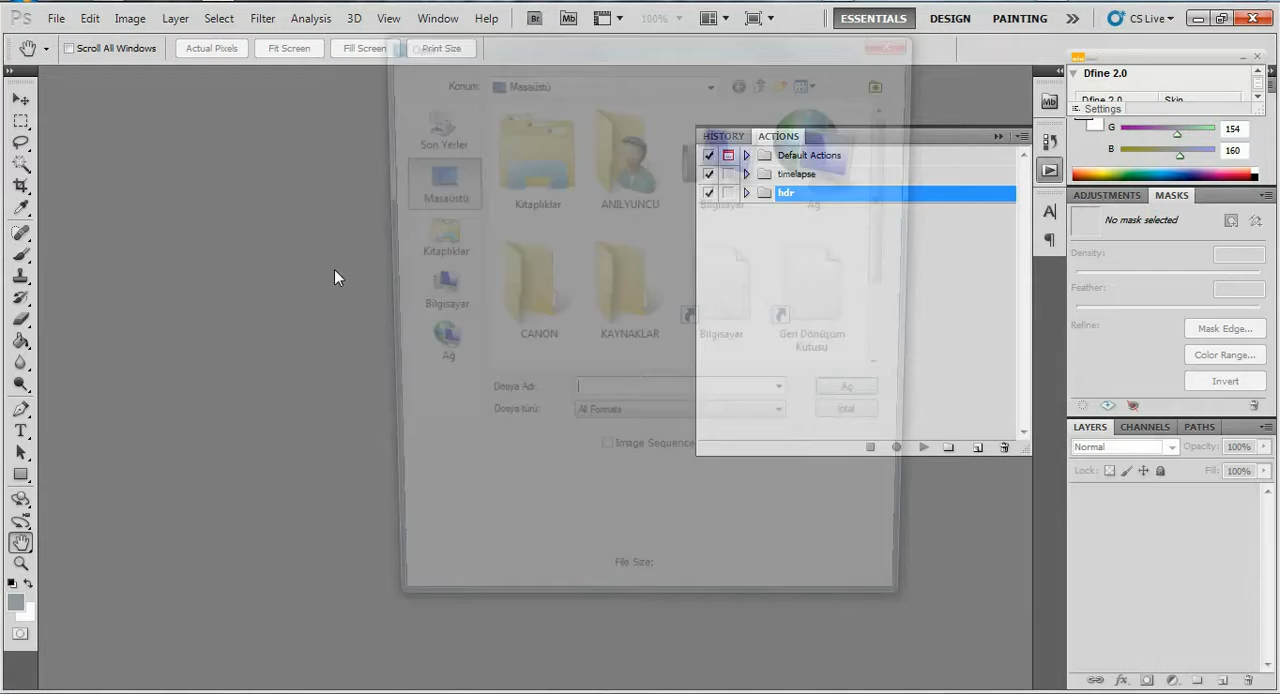 Ps File Edit Image Layer Select Filter Analysis 3D View Window Help Br Mb 100% ESSENTIALS DESIGN PAINTING CS Live
Scroll All Windows Actual Pixels Fit Screen Fill Screen Print Size
Konum: Masaüstü
Son Yerler
Masaüstü
Kitaplıklar
Bilgisayar
Ağ
Kitaplıklar ANILYUNCU Bilgisayar Ağ
CANON KAYNAKLAR Bilgisayar Geri Dönüşüm
Kutusu
Dosya Adı: Aç
Dosya türü: All Formats İptal
Image Sequence
File Size:
HISTORY ACTIONS
Default Actions
timelapse
hdr
Mb
Dfine 2.0
Dfine 2.0 Skin
Settings
G 154
B 160
ADJUSTMENTS MASKS
No mask selected
Density:
Feather:
Refine: Mask Edge...
Color Range...
Invert
LAYERS CHANNELS PATHS
Normal Opacity: 100%
Lock: Fill: 100%